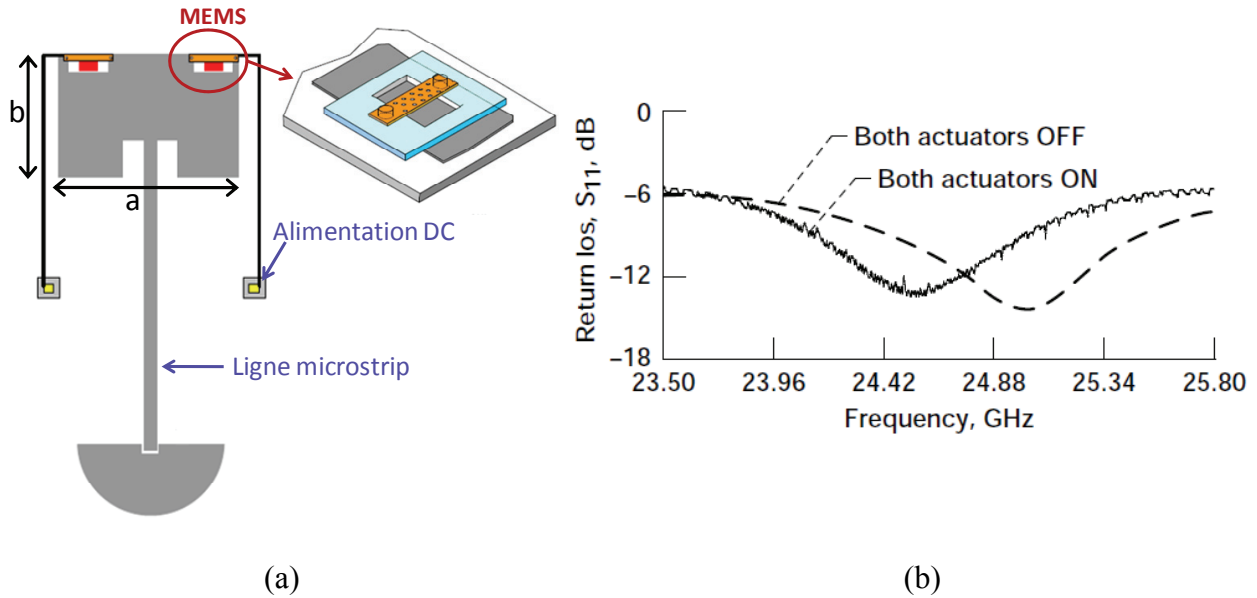 MEMS
b
a
Alimentation DC
Ligne microstrip
(a)
Return los, S11, dB
0
−6
−12
−18
Both actuators OFF
Both actuators ON
23.50 23.96 24.42 24.88 25.34 25.80
Frequency, GHz
(b)